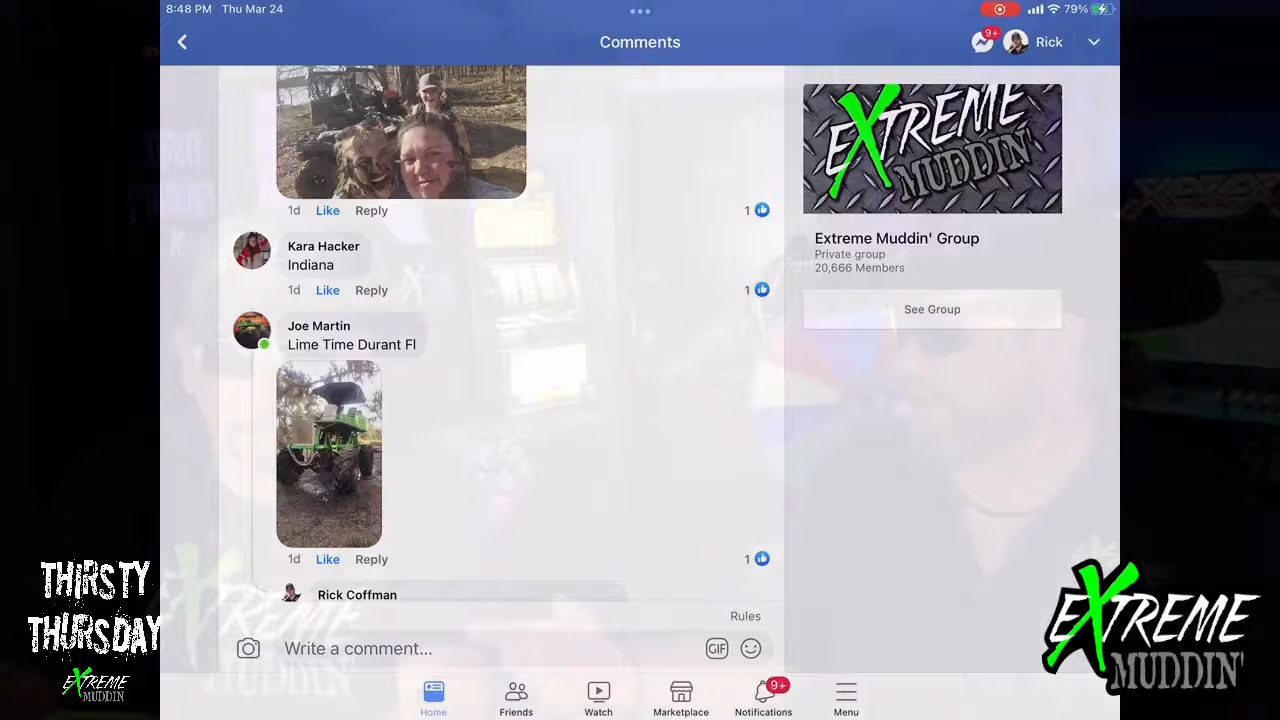 8:48 PM Thu Mar 24
79%
Comments
9+
Rick
EXTREME
MUDDIN'
1d Like Reply
1
Extreme Muddin' Group
Private group
20,666 Members
See Group
Kara Hacker
Indiana
1d Like Reply
1
Joe Martin
Lime Time Durant Fl
1d Like Reply
1
Rick Coffman
Rules
Write a comment...
GIF
Home
Friends
Watch
Marketplace
9+
Notifications
Menu
THIRSTY
THURSDAY
EXTREME
MUDDIN'
EXTREME
MUDDIN'